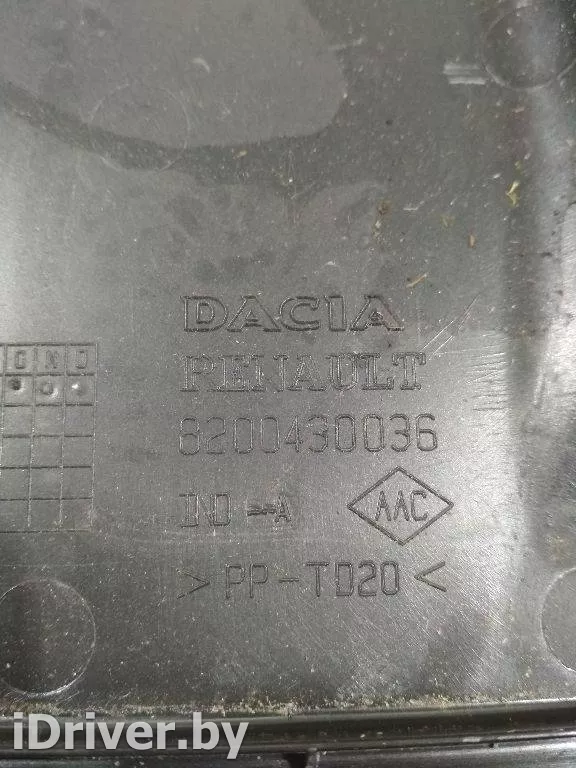 DACIA
RENAULT
O N D
8200430036
IND - A
AAC
> PP-TD20 <
iDriver.by